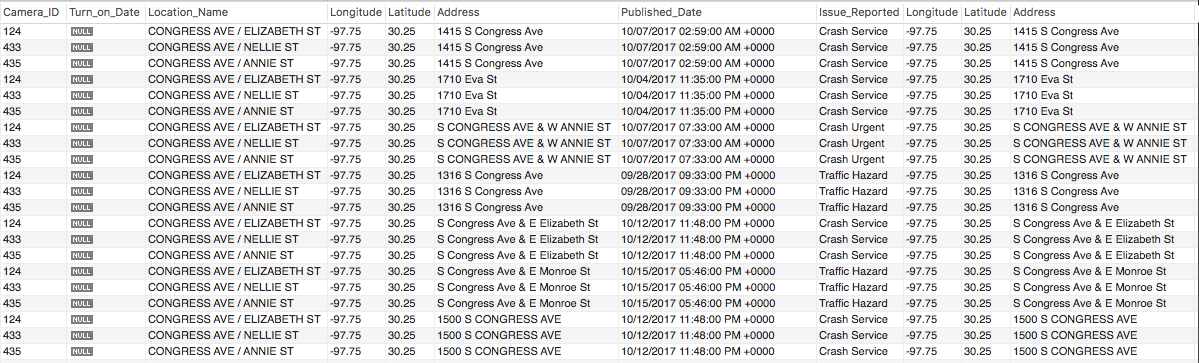 Camera_ID Turn_on_Date Location_Name Longitude Latitude Address Published_Date Issue_Reported Longitude Latitude Address
124 NULL CONGRESS AVE / ELIZABETH ST -97.75 30.25 1415 S Congress Ave 10/07/2017 02:59:00 AM +0000 Crash Service -97.75 30.25 1415 S Congress Ave
433 NULL CONGRESS AVE / NELLIE ST -97.75 30.25 1415 S Congress Ave 10/07/2017 02:59:00 AM +0000 Crash Service -97.75 30.25 1415 S Congress Ave
435 NULL CONGRESS AVE / ANNIE ST -97.75 30.25 1415 S Congress Ave 10/07/2017 02:59:00 AM +0000 Crash Service -97.75 30.25 1415 S Congress Ave
124 NULL CONGRESS AVE / ELIZABETH ST -97.75 30.25 1710 Eva St 10/04/2017 11:35:00 PM +0000 Crash Service -97.75 30.25 1710 Eva St
433 NULL CONGRESS AVE / NELLIE ST -97.75 30.25 1710 Eva St 10/04/2017 11:35:00 PM +0000 Crash Service -97.75 30.25 1710 Eva St
435 NULL CONGRESS AVE / ANNIE ST -97.75 30.25 1710 Eva St 10/04/2017 11:35:00 PM +0000 Crash Service -97.75 30.25 1710 Eva St
124 NULL CONGRESS AVE / ELIZABETH ST -97.75 30.25 S CONGRESS AVE & W ANNIE ST 10/07/2017 07:33:00 AM +0000 Crash Urgent -97.75 30.25 S CONGRESS AVE & W ANNIE ST
433 NULL CONGRESS AVE / NELLIE ST -97.75 30.25 S CONGRESS AVE & W ANNIE ST 10/07/2017 07:33:00 AM +0000 Crash Urgent -97.75 30.25 S CONGRESS AVE & W ANNIE ST
435 NULL CONGRESS AVE / ANNIE ST -97.75 30.25 S CONGRESS AVE & W ANNIE ST 10/07/2017 07:33:00 AM +0000 Crash Urgent -97.75 30.25 S CONGRESS AVE & W ANNIE ST
124 NULL CONGRESS AVE / ELIZABETH ST -97.75 30.25 1316 S Congress Ave 09/28/2017 09:33:00 PM +0000 Traffic Hazard -97.75 30.25 1316 S Congress Ave
433 NULL CONGRESS AVE / NELLIE ST -97.75 30.25 1316 S Congress Ave 09/28/2017 09:33:00 PM +0000 Traffic Hazard -97.75 30.25 1316 S Congress Ave
435 NULL CONGRESS AVE / ANNIE ST -97.75 30.25 1316 S Congress Ave 09/28/2017 09:33:00 PM +0000 Traffic Hazard -97.75 30.25 1316 S Congress Ave
124 NULL CONGRESS AVE / ELIZABETH ST -97.75 30.25 S Congress Ave & E Elizabeth St 10/12/2017 11:48:00 PM +0000 Crash Service -97.75 30.25 S Congress Ave & E Elizabeth St
433 NULL CONGRESS AVE / NELLIE ST -97.75 30.25 S Congress Ave & E Elizabeth St 10/12/2017 11:48:00 PM +0000 Crash Service -97.75 30.25 S Congress Ave & E Elizabeth St
435 NULL CONGRESS AVE / ANNIE ST -97.75 30.25 S Congress Ave & E Elizabeth St 10/12/2017 11:48:00 PM +0000 Crash Service -97.75 30.25 S Congress Ave & E Elizabeth St
124 NULL CONGRESS AVE / ELIZABETH ST -97.75 30.25 S Congress Ave & E Monroe St 10/15/2017 05:46:00 PM +0000 Traffic Hazard -97.75 30.25 S Congress Ave & E Monroe St
433 NULL CONGRESS AVE / NELLIE ST -97.75 30.25 S Congress Ave & E Monroe St 10/15/2017 05:46:00 PM +0000 Traffic Hazard -97.75 30.25 S Congress Ave & E Monroe St
435 NULL CONGRESS AVE / ANNIE ST -97.75 30.25 S Congress Ave & E Monroe St 10/15/2017 05:46:00 PM +0000 Traffic Hazard -97.75 30.25 S Congress Ave & E Monroe St
124 NULL CONGRESS AVE / ELIZABETH ST -97.75 30.25 1500 S CONGRESS AVE 10/12/2017 11:48:00 PM +0000 Crash Service -97.75 30.25 1500 S CONGRESS AVE
433 NULL CONGRESS AVE / NELLIE ST -97.75 30.25 1500 S CONGRESS AVE 10/12/2017 11:48:00 PM +0000 Crash Service -97.75 30.25 1500 S CONGRESS AVE
435 NULL CONGRESS AVE / ANNIE ST -97.75 30.25 1500 S CONGRESS AVE 10/12/2017 11:48:00 PM +0000 Crash Service -97.75 30.25 1500 S CONGRESS AVE